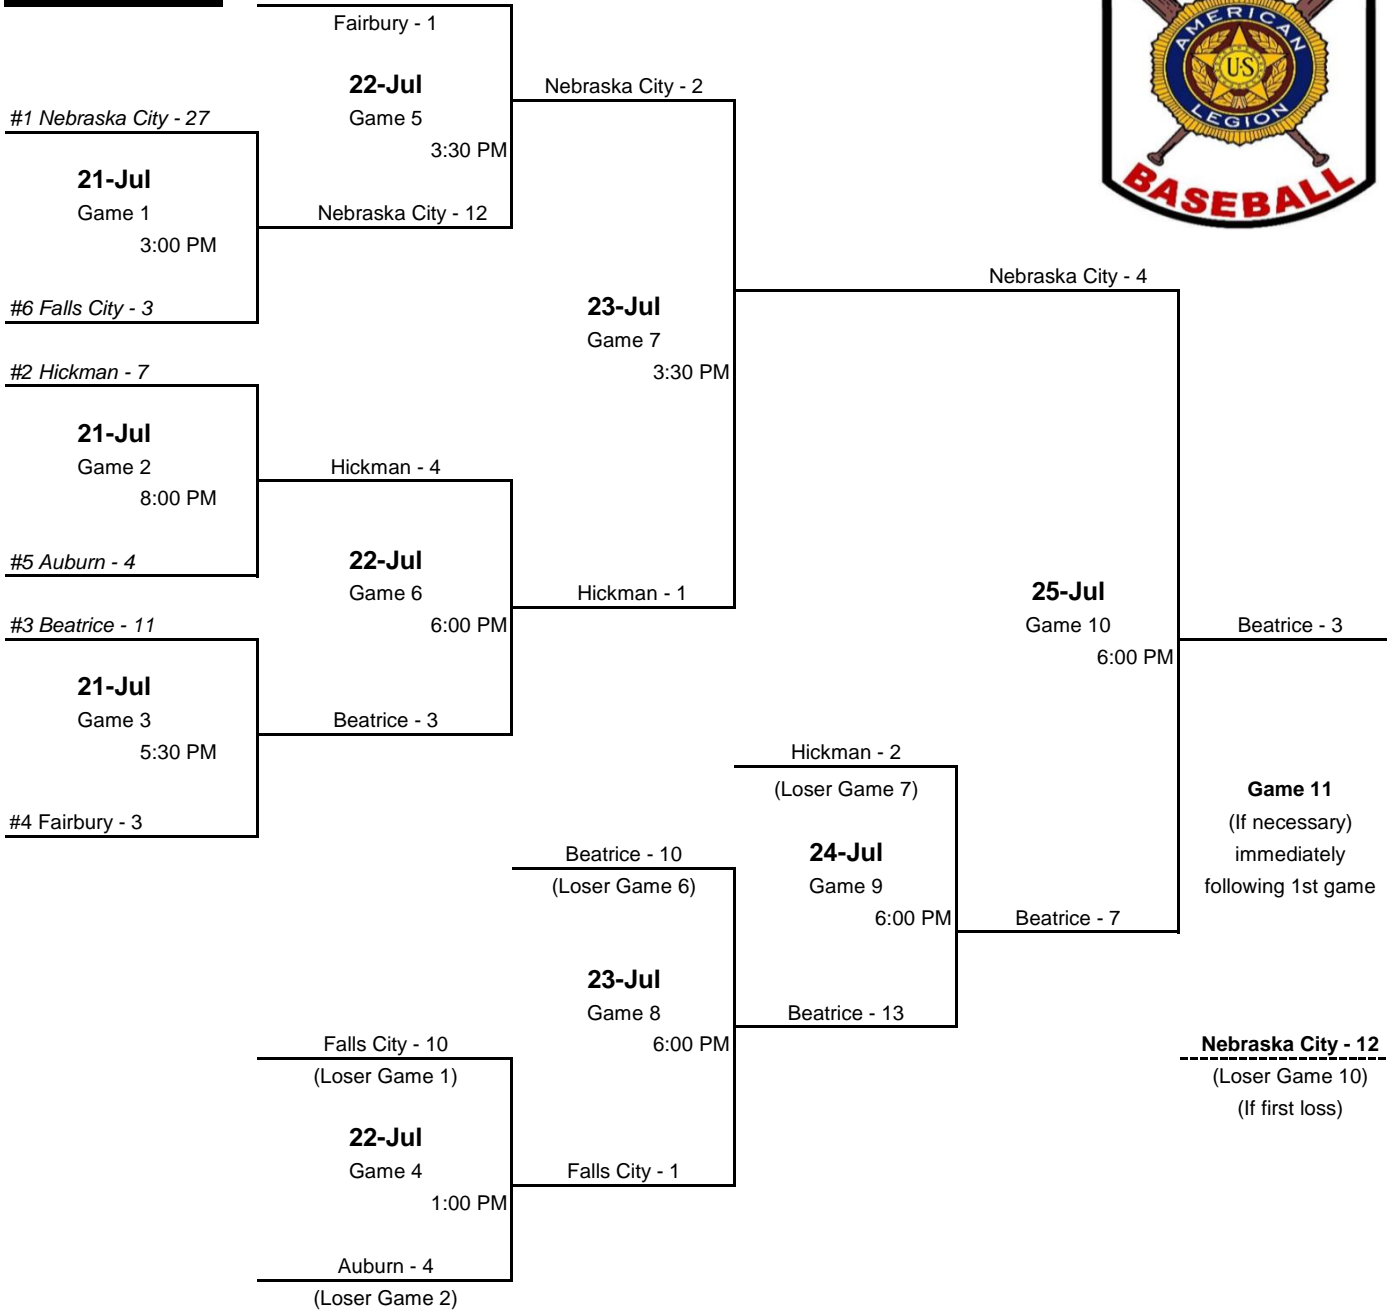 Fairbury - 1
22-Jul
Game 5
3:30 PM
Nebraska City - 12
Nebraska City - 2
#1 Nebraska City - 27
21-Jul
Game 1
3:00 PM
#6 Falls City - 3
#2 Hickman - 7
21-Jul
Game 2
8:00 PM
#5 Auburn - 4
#3 Beatrice - 11
21-Jul
Game 3
5:30 PM
#4 Fairbury - 3
Hickman - 4
22-Jul
Game 6
6:00 PM
Beatrice - 3
23-Jul
Game 7
3:30 PM
Hickman - 1
Beatrice - 10
(Loser Game 6)
23-Jul
Game 8
6:00 PM
Falls City - 1
Falls City - 10
(Loser Game 1)
22-Jul
Game 4
1:00 PM
Auburn - 4
(Loser Game 2)
Hickman - 2
(Loser Game 7)
24-Jul
Game 9
6:00 PM
Beatrice - 13
Nebraska City - 4
25-Jul
Game 10
6:00 PM
Beatrice - 7
AMERICAN
US
LEGION
BASEBALL
Beatrice - 3
Game 11
(If necessary)
immediately
following 1st game
Nebraska City - 12
(Loser Game 10)
(If first loss)